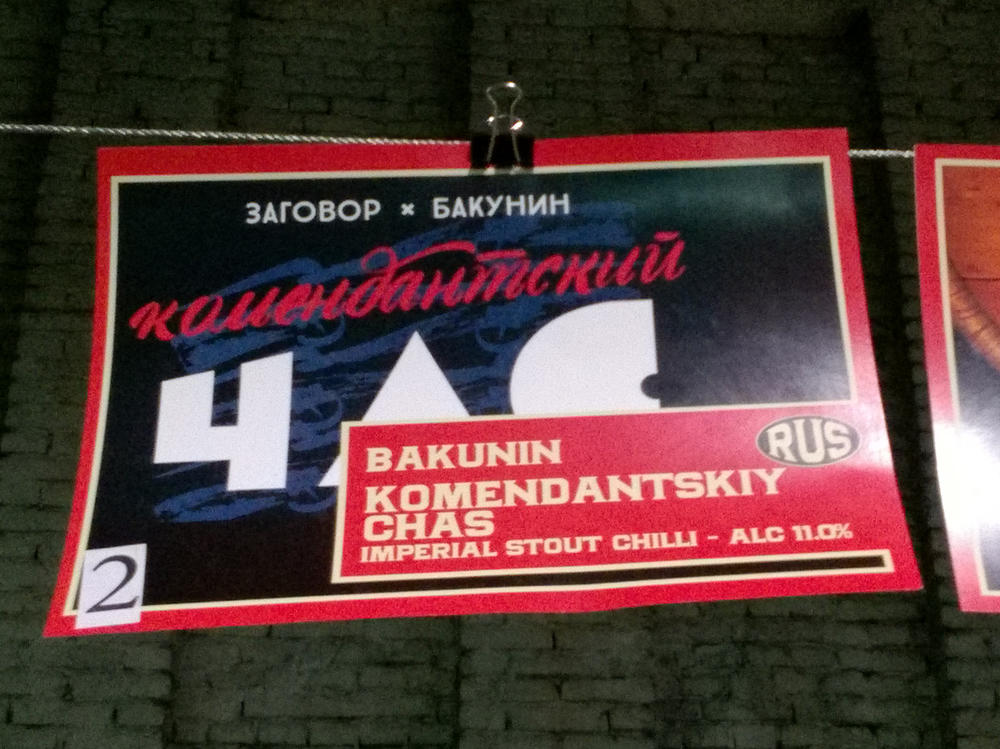 ЗАГОВОР × БАКУНИН
комендантский
ЧАС
BAKUNIN
RUS
KOMENDANTSKIY
CHAS
IMPERIAL STOUT CHILLI - ALC 11.0%
2